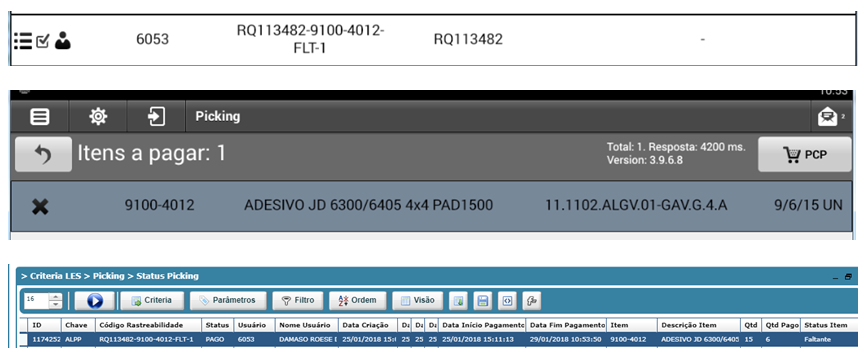 6053
RQ113482-9100-4012-
FLT-1
RQ113482
-
10:53
Picking
2
Itens a pagar: 1
Total: 1. Resposta: 4200 ms.
Version: 3.9.6.8
PCP
9100-4012 ADESIVO JD 6300/6405 4x4 PAD1500 11.1102.ALGV.01-GAV.G.4.A 9/6/15 UN
> Criteria LES > Picking > Status Picking
16 Criteria Parâmetros Filtro Ordem Visão
ID Chave Código Rastreabilidade Status Usuário Nome Usuário Data Criação Da Da Da Data Início Pagamento Data Fim Pagamento Item Descrição Item Qtd Qtd Pago Status Item
1174252 ALPP RQ113482-9100-4012-FLT-1 PAGO 6053 DAMASO ROESE 25/01/2018 15: 25 25 25 25/01/2018 15:11:13 29/01/2018 10:53:50 9100-4012 ADESIVO JD 6300/6405 15 6 Faltante